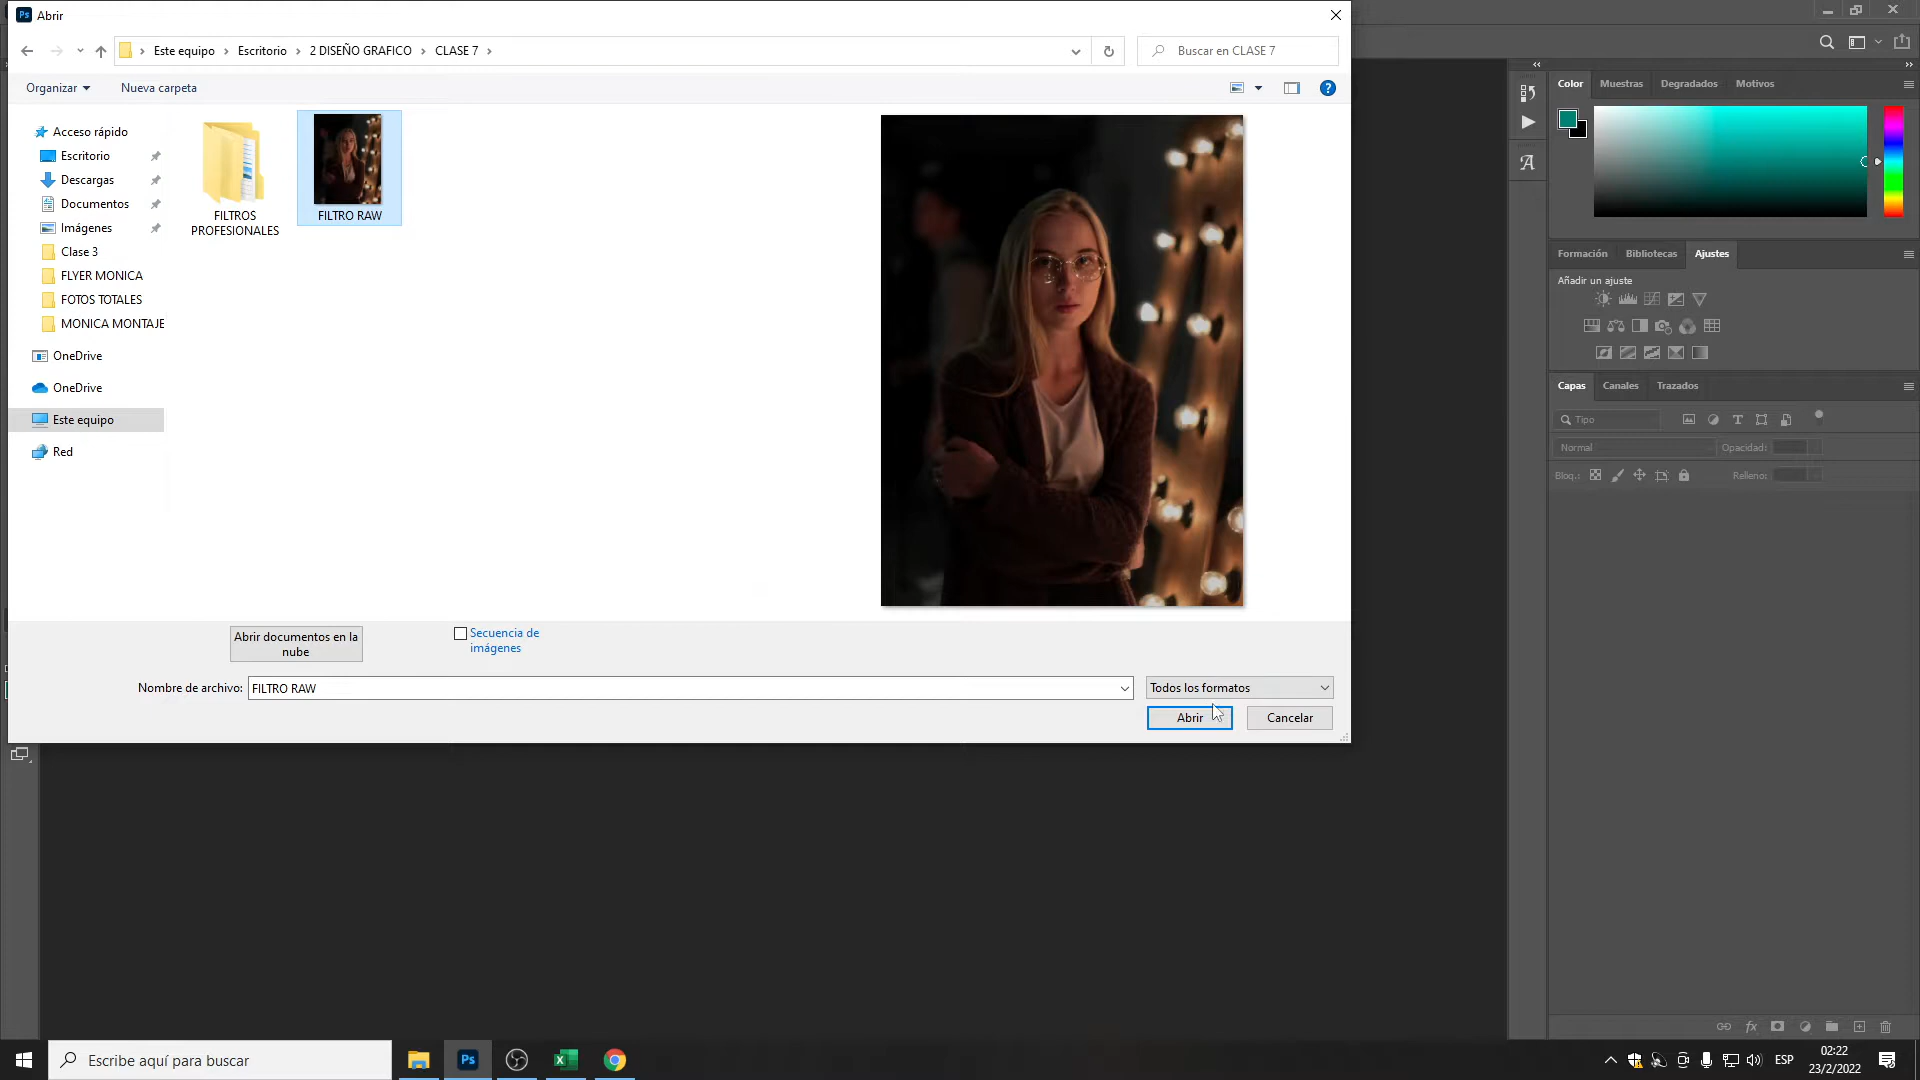 Abrir
Este equipo > Escritorio > 2 DISEÑO GRAFICO > CLASE 7 >
Buscar en CLASE 7
Organizar
Nueva carpeta
Acceso rápido
Escritorio
Descargas
Documentos
Imágenes
Clase 3
FLYER MONICA
FOTOS TOTALES
MONICA MONTAJE
OneDrive
OneDrive
Este equipo
Red
FILTROS
PROFESIONALES
FILTRO RAW
Abrir documentos en la
nube
Secuencia de
imágenes
Nombre de archivo:
FILTRO RAW
Todos los formatos
Abrir
Cancelar
Color
Muestras
Degradados
Motivos
Formación
Bibliotecas
Ajustes
Añadir un ajuste
Capas
Canales
Trazados
Tipo
Normal
Opacidad:
Bloq.:
Relleno:
Escribe aquí para buscar
Ps
ESP
02:22
23/2/2022